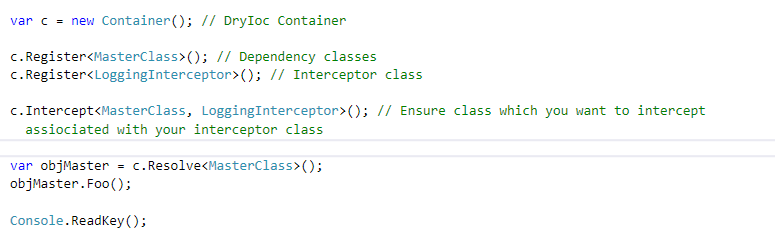 var c = new Container(); // DryIoc Container
c.Register<MasterClass>(); // Dependency classes
c.Register<LoggingInterceptor>(); // Interceptor class
c.Intercept<MasterClass, LoggingInterceptor>(); // Ensure class which you want to intercept
assiociated with your interceptor class
var objMaster = c.Resolve<MasterClass>();
objMaster.Foo();
Console.ReadKey();